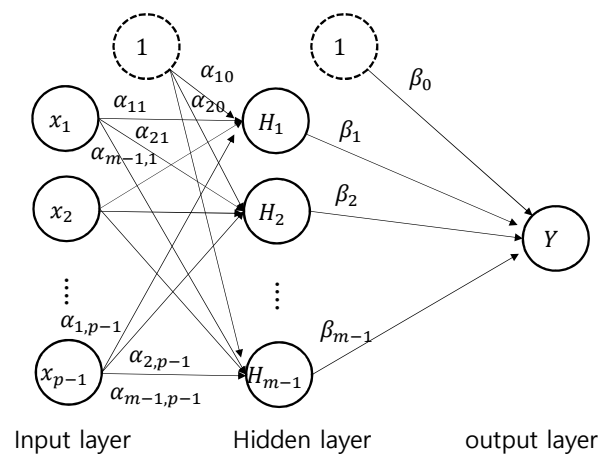 1 1
α₁₀
β₀
α₁₁ α₂₀
x₁ H₁
α₂₁ β₁
αₘ₋₁,₁
β₂
x₂ H₂
Y
⋮ ⋮
α₁,ₚ₋₁
βₘ₋₁
α₂,ₚ₋₁
xₚ₋₁ Hₘ₋₁
αₘ₋₁,ₚ₋₁
Input layer Hidden layer output layer